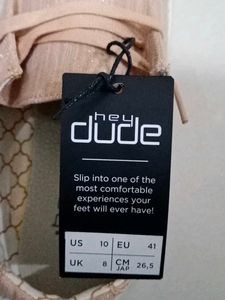 hey
dude
Slip into one of the
most comfortable
experiences your
feet will ever have!
US 10 EU 41
UK 8 CM JAP 26,5